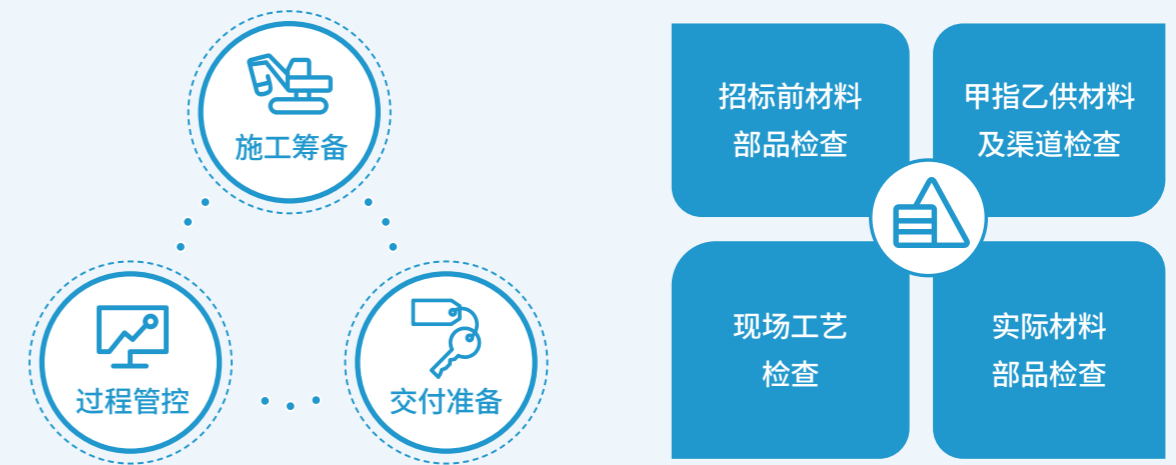 施工筹备
过程管控
交付准备
招标前材料
部品检查
甲指乙供材料
及渠道检查
现场工艺
检查
实际材料
部品检查